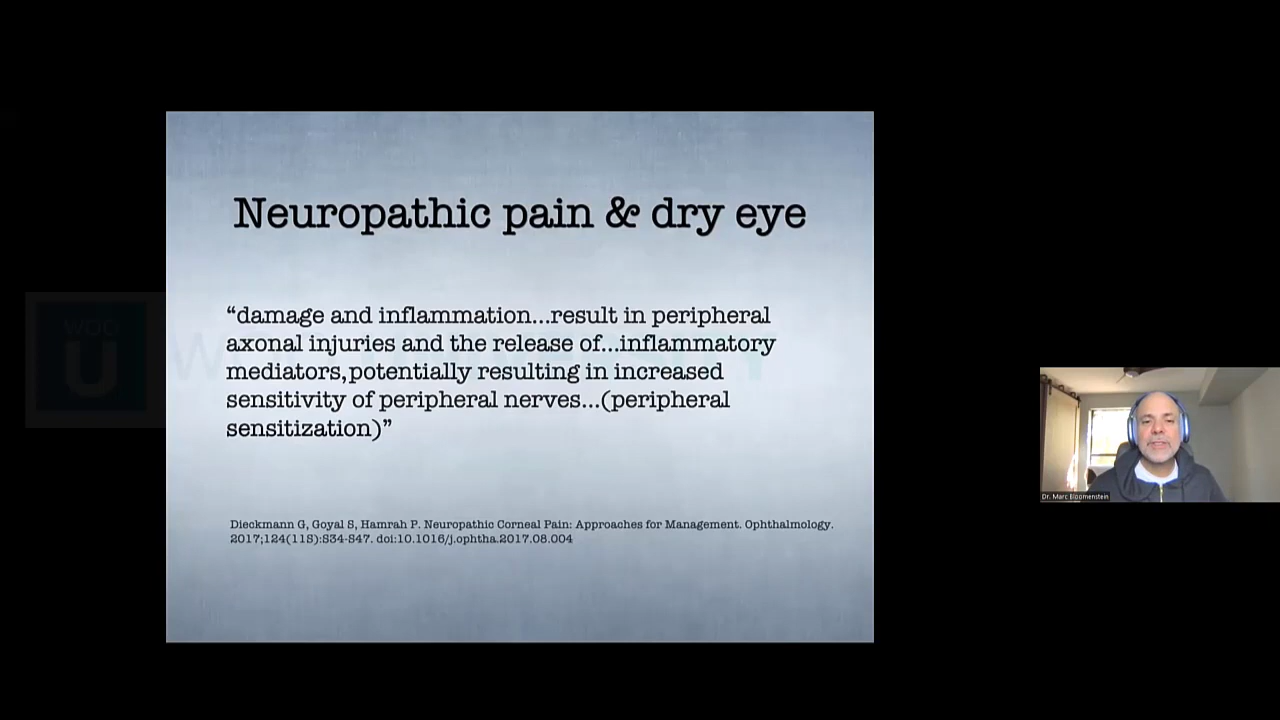 Neuropathic pain & dry eye
“damage and inflammation...result in peripheral
axonal injuries and the release of...inflammatory
mediators,potentially resulting in increased
sensitivity of peripheral nerves...(peripheral
sensitization)”
Dieckmann G, Goyal S, Hamrah P. Neuropathic Corneal Pain: Approaches for Management. Ophthalmology.
2017;124(11S):S34-S47. doi:10.1016/j.ophtha.2017.08.004
WDO
U
Dr. Marc Bloomenstein